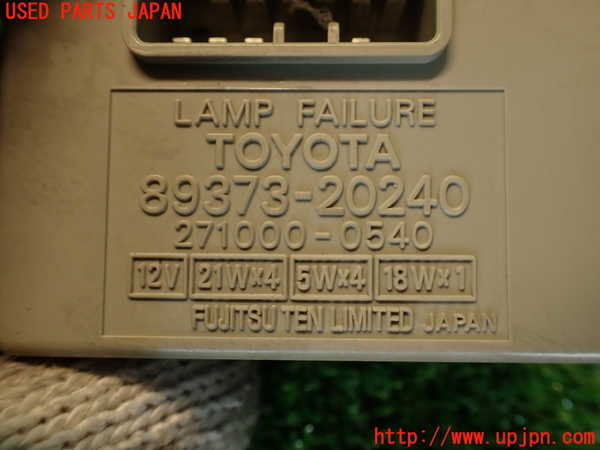 USED PARTS JAPAN
LAMP FAILURE
TOYOTA
89373-20240
271000-0540
12V 21W×4 5W×4 18W×1
FUJITSU TEN LIMITED JAPAN
http://www.upjpn.com/